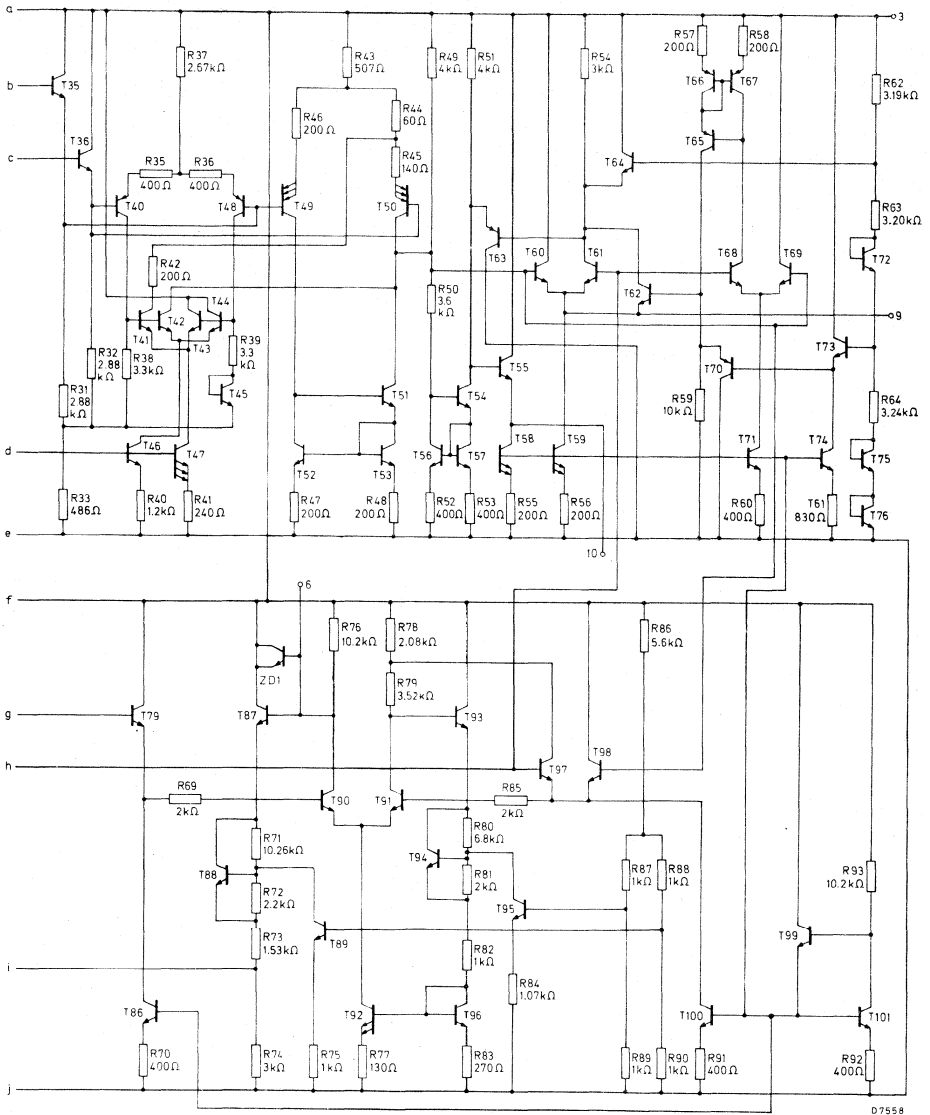 a
3
R57
200Ω
R58
200Ω
R37
2.67kΩ
R43
507Ω
R49
4kΩ
R51
4kΩ
R54
3kΩ
b
T35
T66
T67
R62
3.19kΩ
R46
200Ω
R44
60Ω
c
T36
T65
R45
140Ω
T64
R35
400Ω
R36
400Ω
T40
T48
T49
T50
R63
3.20kΩ
T63
T60
T61
T68
T69
T72
R42
200Ω
R50
3.6
kΩ
T62
T44
T42
9
T41
T43
R39
3.3
kΩ
T73
R32
2.88
kΩ
R38
3.3kΩ
T70
T55
R31
2.88
kΩ
T45
T51
T54
R59
10kΩ
R64
3.24kΩ
T46
d
T47
T52
T53
T56
T57
T58
T59
T71
T74
T75
R33
486Ω
R40
1.2kΩ
R41
240Ω
R47
200Ω
R48
200Ω
R52
400Ω
R53
400Ω
R55
200Ω
R56
200Ω
R60
400Ω
T61
830Ω
T76
e
10
6
f
R76
10.2kΩ
R78
2.08kΩ
R86
5.6kΩ
ZD1
R79
3.52kΩ
g
T79
T87
T93
T98
h
T97
R69
2kΩ
T90
T91
R85
2kΩ
R71
10.26kΩ
R80
6.8kΩ
T88
T94
R81
2kΩ
R87
1kΩ
R88
1kΩ
R93
10.2kΩ
R72
2.2kΩ
T95
T89
T99
R73
1.53kΩ
R82
1kΩ
i
R84
1.07kΩ
T86
T92
T96
T100
T101
R70
400Ω
R74
3kΩ
R75
1kΩ
R77
130Ω
R83
270Ω
R89
1kΩ
R90
1kΩ
R91
400Ω
R92
400Ω
j
D7558